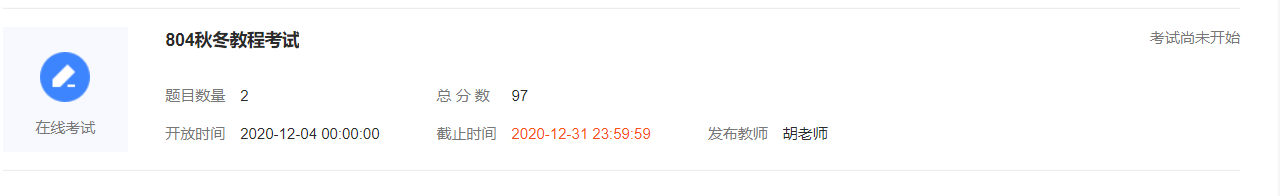 804秋冬教程考试
考试尚未开始
题目数量 2 总 分 数 97
在线考试
开放时间 2020-12-04 00:00:00 截止时间 2020-12-31 23:59:59 发布教师 胡老师